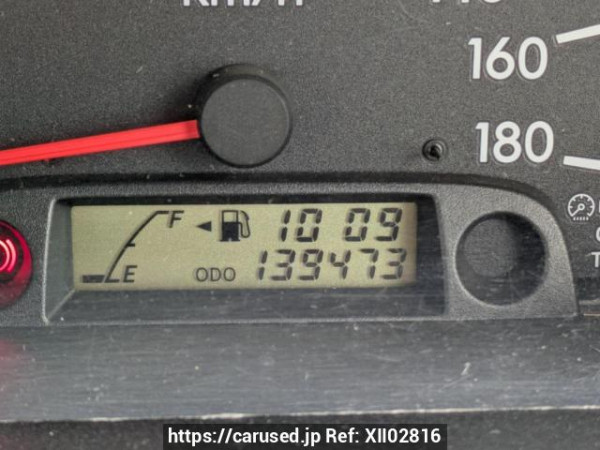 km/h
160
180
F
10 09
E
ODO 139473
https://carused.jp Ref: XII02816